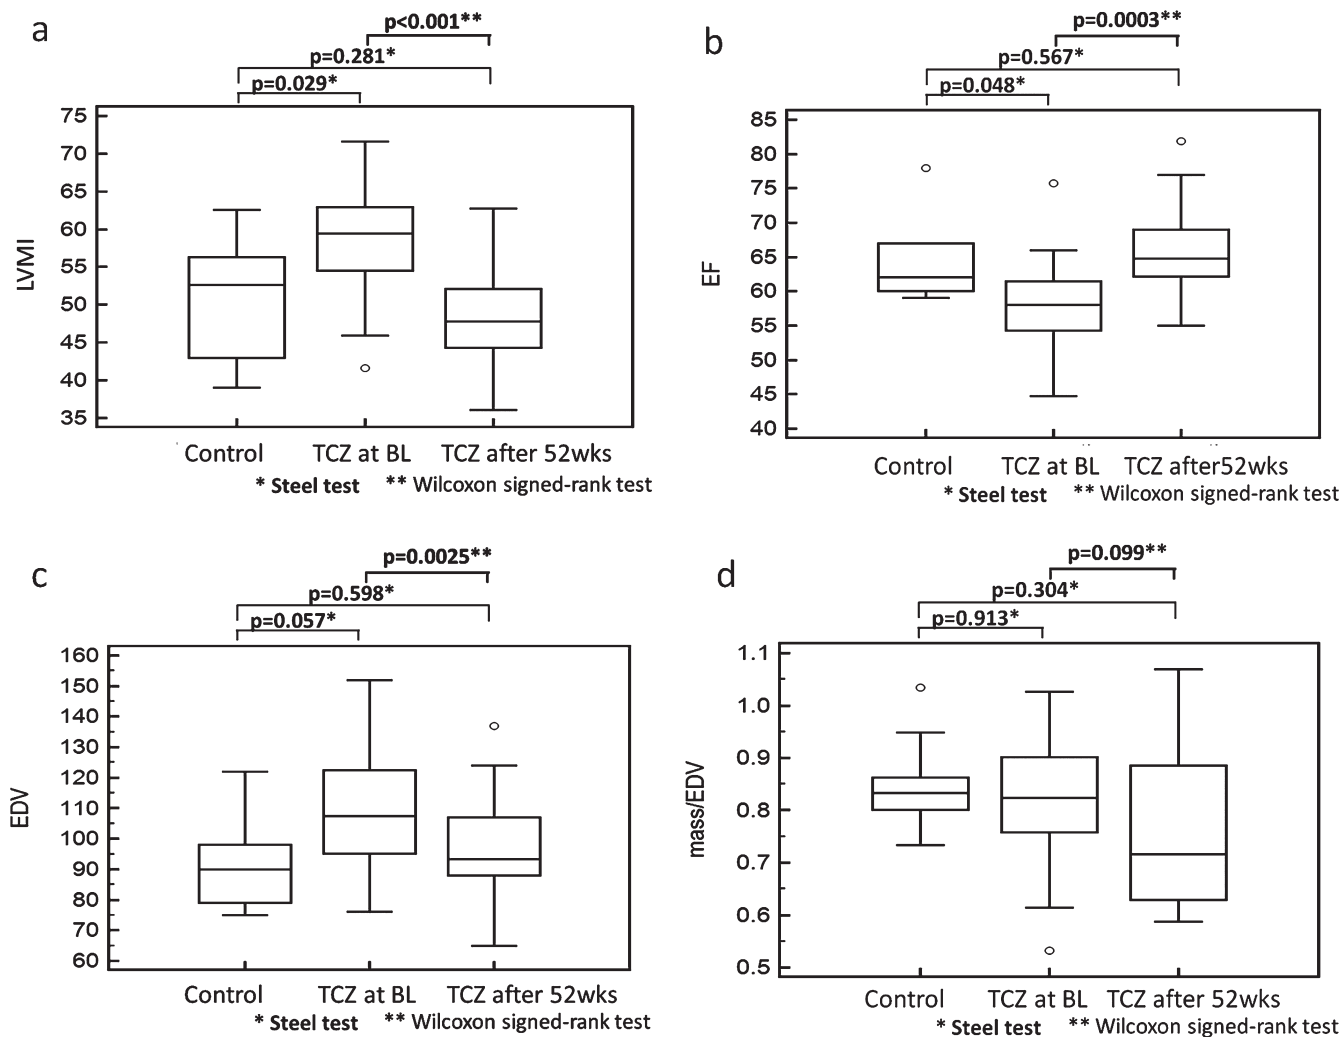 a
p<0.001**
p=0.281*
p=0.029*
LVMI
75
70
65
60
55
50
45
40
35
Control
TCZ at BL
TCZ after 52wks
* Steel test
** Wilcoxon signed-rank test
b
p=0.0003**
p=0.567*
p=0.048*
EF
85
80
75
70
65
60
55
50
45
40
Control
TCZ at BL
TCZ after52wks
* Steel test
** Wilcoxon signed-rank test
c
p=0.0025**
p=0.598*
p=0.057*
EDV
160
150
140
130
120
110
100
90
80
70
60
Control
TCZ at BL
TCZ after 52wks
* Steel test
** Wilcoxon signed-rank test
d
p=0.099**
p=0.304*
p=0.913*
mass/EDV
1.1
1.0
0.9
0.8
0.7
0.6
0.5
Control
TCZ at BL
TCZ after 52wks
* Steel test
** Wilcoxon signed-rank test